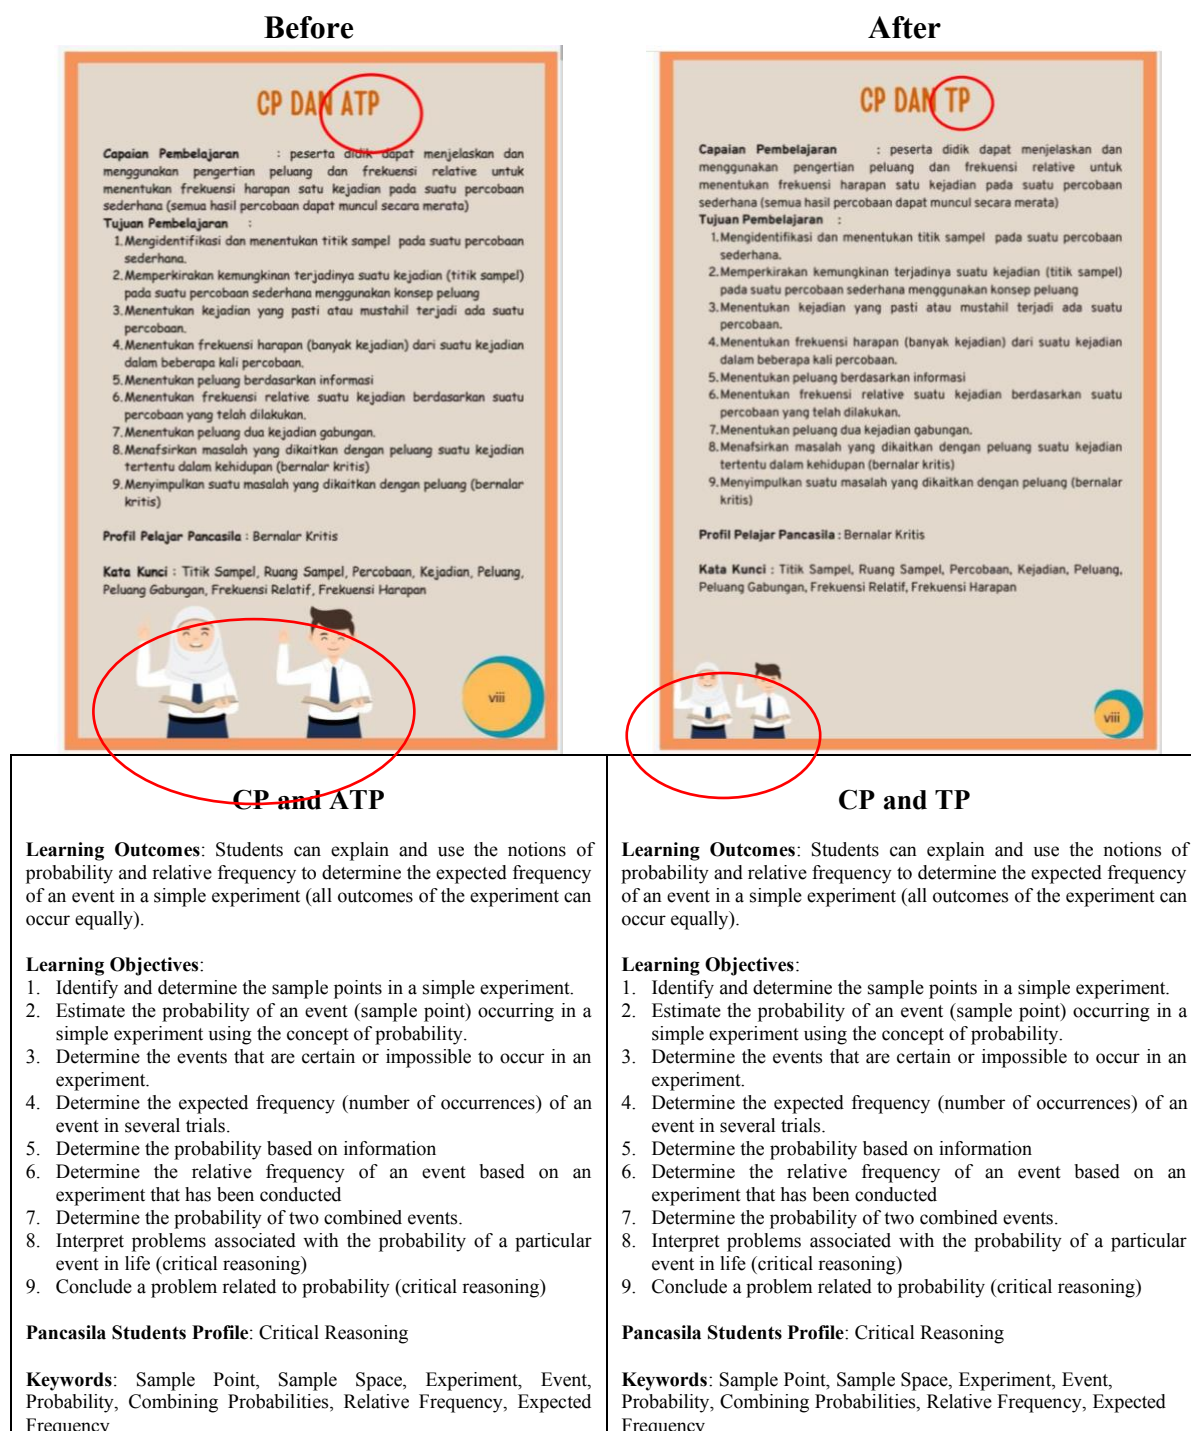 Before
CP DAN ATP
Capaian Pembelajaran : peserta didik dapat menjelaskan dan
menggunakan pengertian peluang dan frekuensi relative untuk
menentukan frekuensi harapan satu kejadian pada suatu percobaan
sederhana (semua hasil percobaan dapat muncul secara merata)
Tujuan Pembelajaran :
1. Mengidentifikasi dan menentukan titik sampel pada suatu percobaan
sederhana.
2. Memperkirakan kemungkinan terjadinya suatu kejadian (titik sampel)
pada suatu percobaan sederhana menggunakan konsep peluang
3. Menentukan kejadian yang pasti atau mustahil terjadi ada suatu
percobaan.
4. Menentukan frekuensi harapan (banyak kejadian) dari suatu kejadian
dalam beberapa kali percobaan.
5. Menentukan peluang berdasarkan informasi
6. Menentukan frekuensi relative suatu kejadian berdasarkan suatu
percobaan yang telah dilakukan.
7. Menentukan peluang dua kejadian gabungan.
8. Menafsirkan masalah yang dikaitkan dengan peluang suatu kejadian
tertentu dalam kehidupan (bernalar kritis)
9. Menyimpulkan suatu masalah yang dikaitkan dengan peluang (bernalar
kritis)
Profil Pelajar Pancasila : Bernalar Kritis
Kata Kunci : Titik Sampel, Ruang Sampel, Percobaan, Kejadian, Peluang,
Peluang Gabungan, Frekuensi Relatif, Frekuensi Harapan
viii
After
CP DAN TP
Capaian Pembelajaran : peserta didik dapat menjelaskan dan
menggunakan pengertian peluang dan frekuensi relative untuk
menentukan frekuensi harapan satu kejadian pada suatu percobaan
sederhana (semua hasil percobaan dapat muncul secara merata)
Tujuan Pembelajaran :
1. Mengidentifikasi dan menentukan titik sampel pada suatu percobaan
sederhana.
2. Memperkirakan kemungkinan terjadinya suatu kejadian (titik sampel)
pada suatu percobaan sederhana menggunakan konsep peluang
3. Menentukan kejadian yang pasti atau mustahil terjadi ada suatu
percobaan.
4. Menentukan frekuensi harapan (banyak kejadian) dari suatu kejadian
dalam beberapa kali percobaan.
5. Menentukan peluang berdasarkan informasi
6. Menentukan frekuensi relative suatu kejadian berdasarkan suatu
percobaan yang telah dilakukan.
7. Menentukan peluang dua kejadian gabungan.
8. Menafsirkan masalah yang dikaitkan dengan peluang suatu kejadian
tertentu dalam kehidupan (bernalar kritis)
9. Menyimpulkan suatu masalah yang dikaitkan dengan peluang (bernalar
kritis)
Profil Pelajar Pancasila : Bernalar Kritis
Kata Kunci : Titik Sampel, Ruang Sampel, Percobaan, Kejadian, Peluang,
Peluang Gabungan, Frekuensi Relatif, Frekuensi Harapan
viii
CP and ATP
Learning Outcomes: Students can explain and use the notions of
probability and relative frequency to determine the expected frequency
of an event in a simple experiment (all outcomes of the experiment can
occur equally).
Learning Objectives:
1. Identify and determine the sample points in a simple experiment.
2. Estimate the probability of an event (sample point) occurring in a
simple experiment using the concept of probability.
3. Determine the events that are certain or impossible to occur in an
experiment.
4. Determine the expected frequency (number of occurrences) of an
event in several trials.
5. Determine the probability based on information
6. Determine the relative frequency of an event based on an
experiment that has been conducted
7. Determine the probability of two combined events.
8. Interpret problems associated with the probability of a particular
event in life (critical reasoning)
9. Conclude a problem related to probability (critical reasoning)
Pancasila Students Profile: Critical Reasoning
Keywords: Sample Point, Sample Space, Experiment, Event,
Probability, Combining Probabilities, Relative Frequency, Expected
Frequency
CP and TP
Learning Outcomes: Students can explain and use the notions of
probability and relative frequency to determine the expected frequency
of an event in a simple experiment (all outcomes of the experiment can
occur equally).
Learning Objectives:
1. Identify and determine the sample points in a simple experiment.
2. Estimate the probability of an event (sample point) occurring in a
simple experiment using the concept of probability.
3. Determine the events that are certain or impossible to occur in an
experiment.
4. Determine the expected frequency (number of occurrences) of an
event in several trials.
5. Determine the probability based on information
6. Determine the relative frequency of an event based on an
experiment that has been conducted
7. Determine the probability of two combined events.
8. Interpret problems associated with the probability of a particular
event in life (critical reasoning)
9. Conclude a problem related to probability (critical reasoning)
Pancasila Students Profile: Critical Reasoning
Keywords: Sample Point, Sample Space, Experiment, Event,
Probability, Combining Probabilities, Relative Frequency, Expected
Frequency